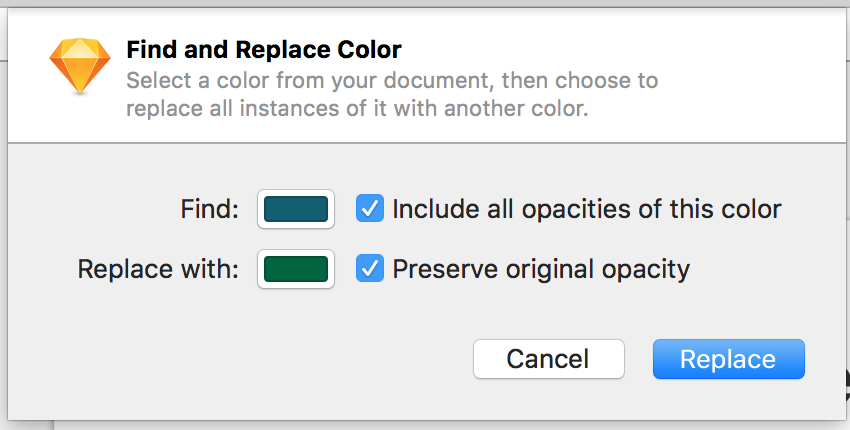 Find and Replace Color
Select a color from your document, then choose to
replace all instances of it with another color.
Find:
Include all opacities of this color
Replace with:
Preserve original opacity
Cancel
Replace